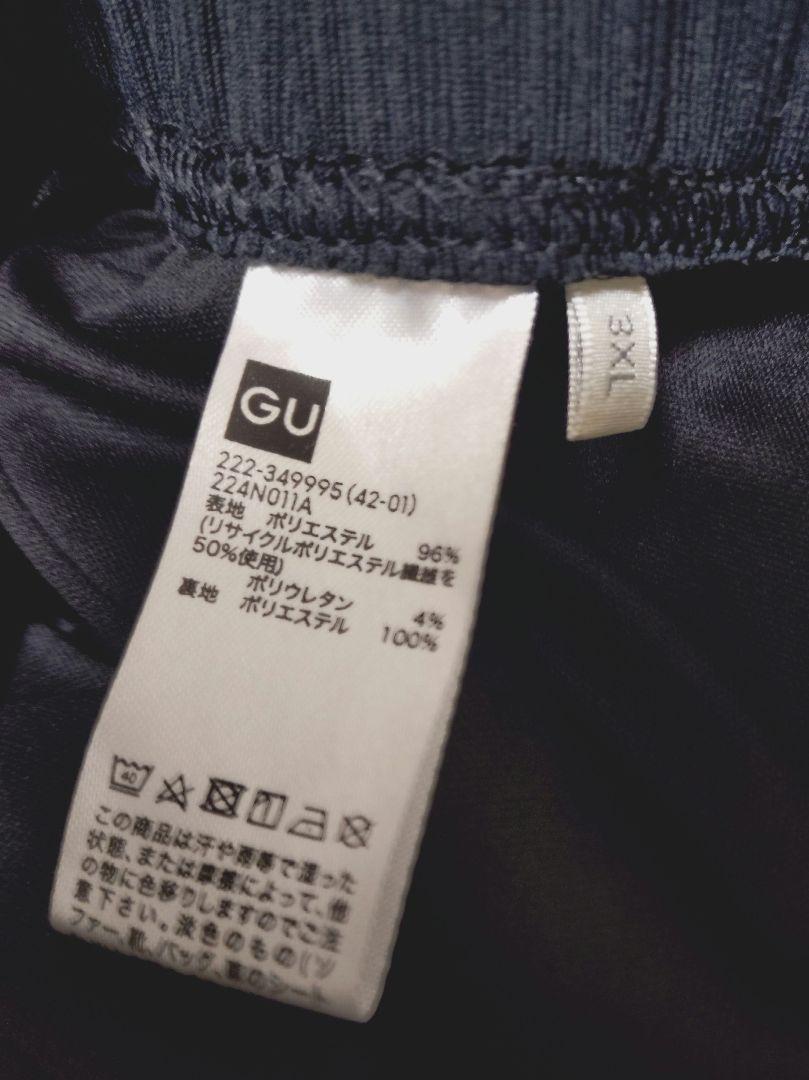 GU
222-349995(42-01)
224N011A
表地 ポリエステル 96%
(リサイクルポリエステル繊維を
50%使用)
ポリウレタン 4%
裏地 ポリエステル 100%
40
この商品は汗や雨等で湿った
状態、または摩擦によって、他
の物に色移りしますのでご注
意下さい。淡色のもの(ソ
ファー、靴、バッグ、車のシート
3XL